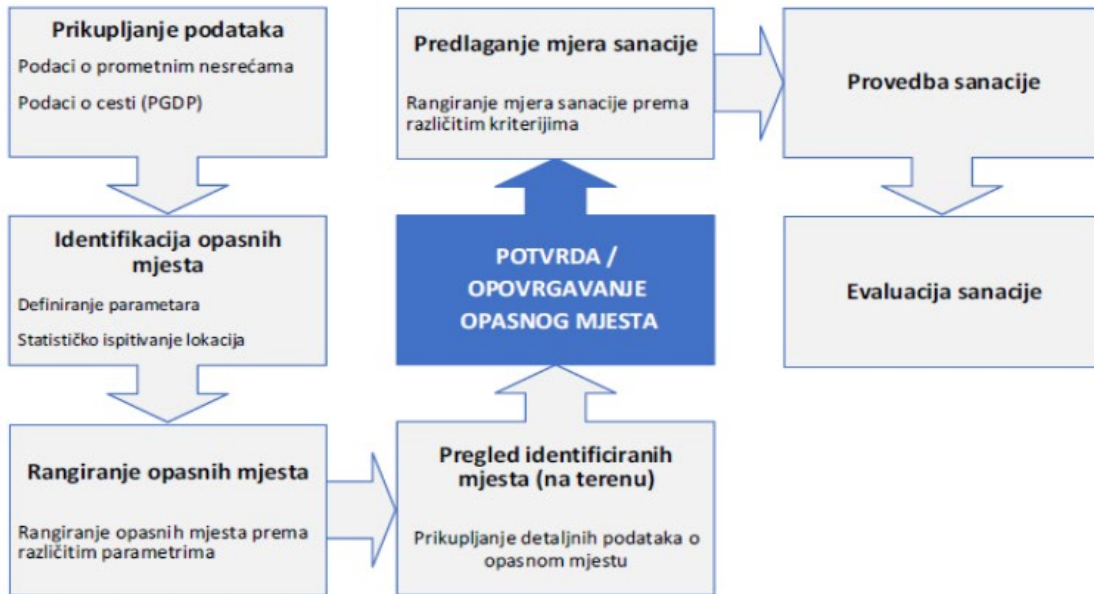 Prikupljanje podataka
Podaci o prometnim nesrećama
Podaci o cesti (PGDP)
Identifikacija opasnih
mjesta
Definiranje parametara
Statističko ispitivanje lokacija
Rangiranje opasnih mjesta
Rangiranje opasnih mjesta prema
različitim parametrima
Pregled identificiranih
mjesta (na terenu)
Prikupljanje detaljnih podataka o
opasnom mjestu
POTVRDA /
OPOVRGAVANJE
OPASNOG MJESTA
Predlaganje mjera sanacije
Rangiranje mjera sanacije prema
različitim kriterijima
Provedba sanacije
Evaluacija sanacije